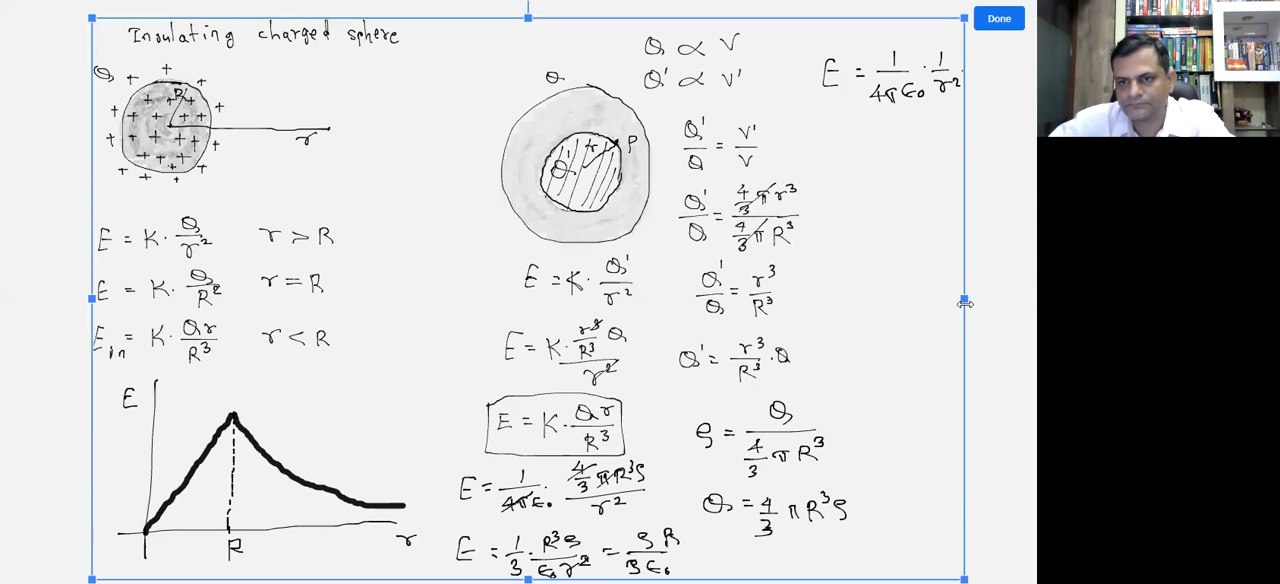 Insulating charged sphere
Q
R
r
E = K · Q/r² r > R
E = K · Q/R² r = R
E_in = K · Qr/R³ r < R
E
R
r
Q
Q'
r
P
E = K · Q'/r²
E = K · (r³/R³ Q)/r²
E = K · Qr/R³
E = 1/4πε₀ · (4/3 πR³ρ)/r²
E = 1/3 · R³ρ/ε₀r² = ρR/3ε₀
Q ∝ V
Q' ∝ V'
Q'/Q = V'/V
Q'/Q = (4/3 πr³)/(4/3 πR³)
Q'/Q = r³/R³
Q' = r³/R³ · Q
ρ = Q/(4/3 πR³)
Q = 4/3 πR³ρ
E = 1/4πε₀ · 1/r²
Done